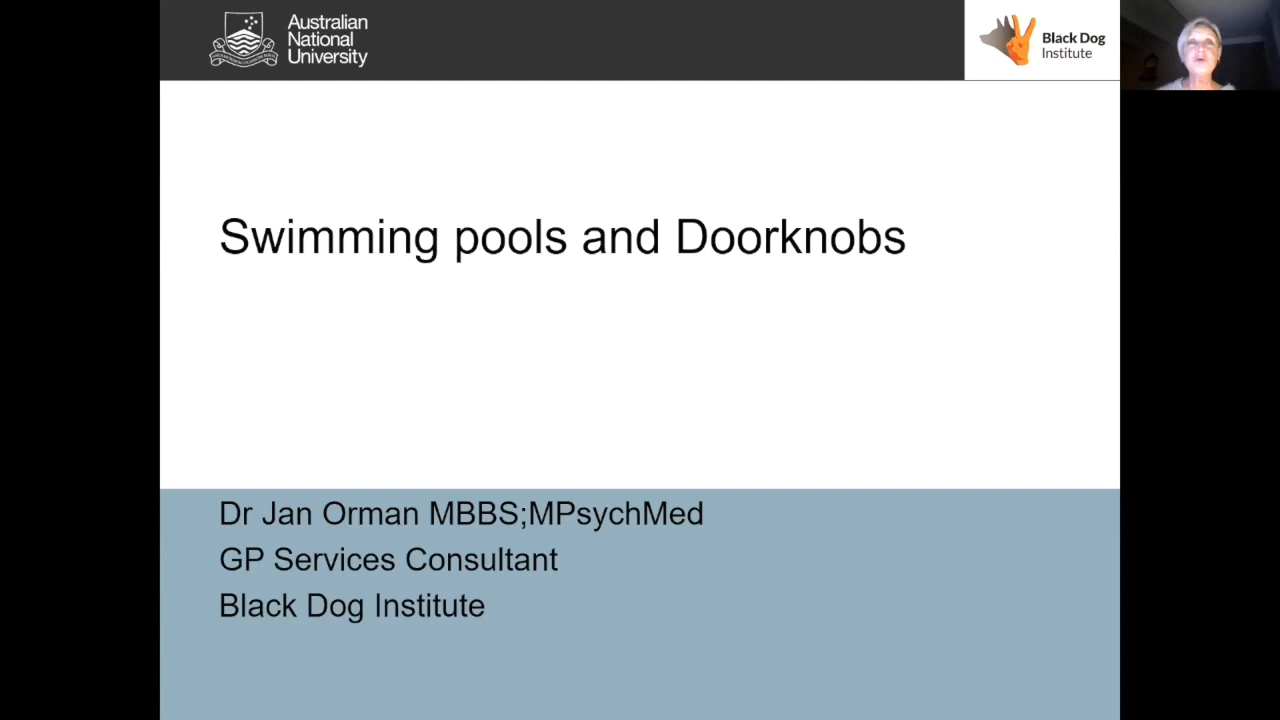 Australian
National
University
Black Dog
Institute
Swimming pools and Doorknobs
Dr Jan Orman MBBS;MPsychMed
GP Services Consultant
Black Dog Institute